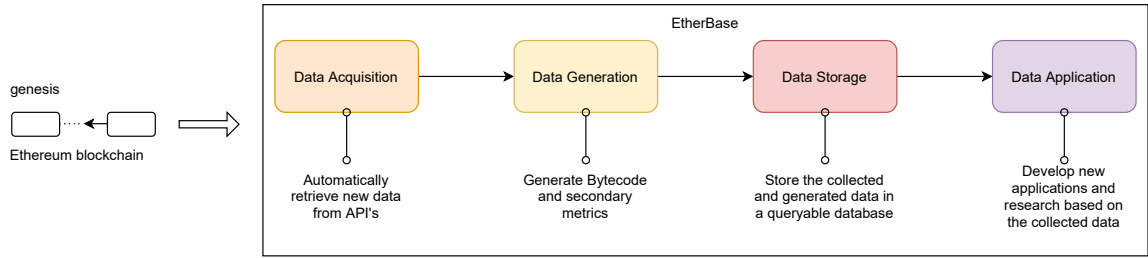 EtherBase
genesis
Ethereum blockchain
Data Acquisition
Data Generation
Data Storage
Data Application
Automatically
retrieve new data
from API's
Generate Bytecode
and secondary
metrics
Store the collected
and generated data in
a queryable database
Develop new
applications and
research based on
the collected data